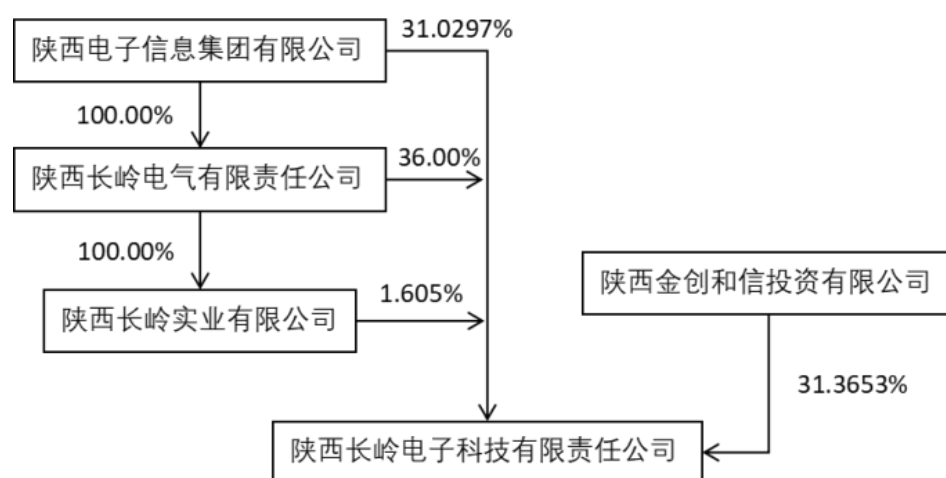 陕西电子信息集团有限公司
31.0297%
100.00%
陕西长岭电气有限责任公司
36.00%
100.00%
陕西长岭实业有限公司
1.605%
陕西金创和信投资有限公司
31.3653%
陕西长岭电子科技有限责任公司